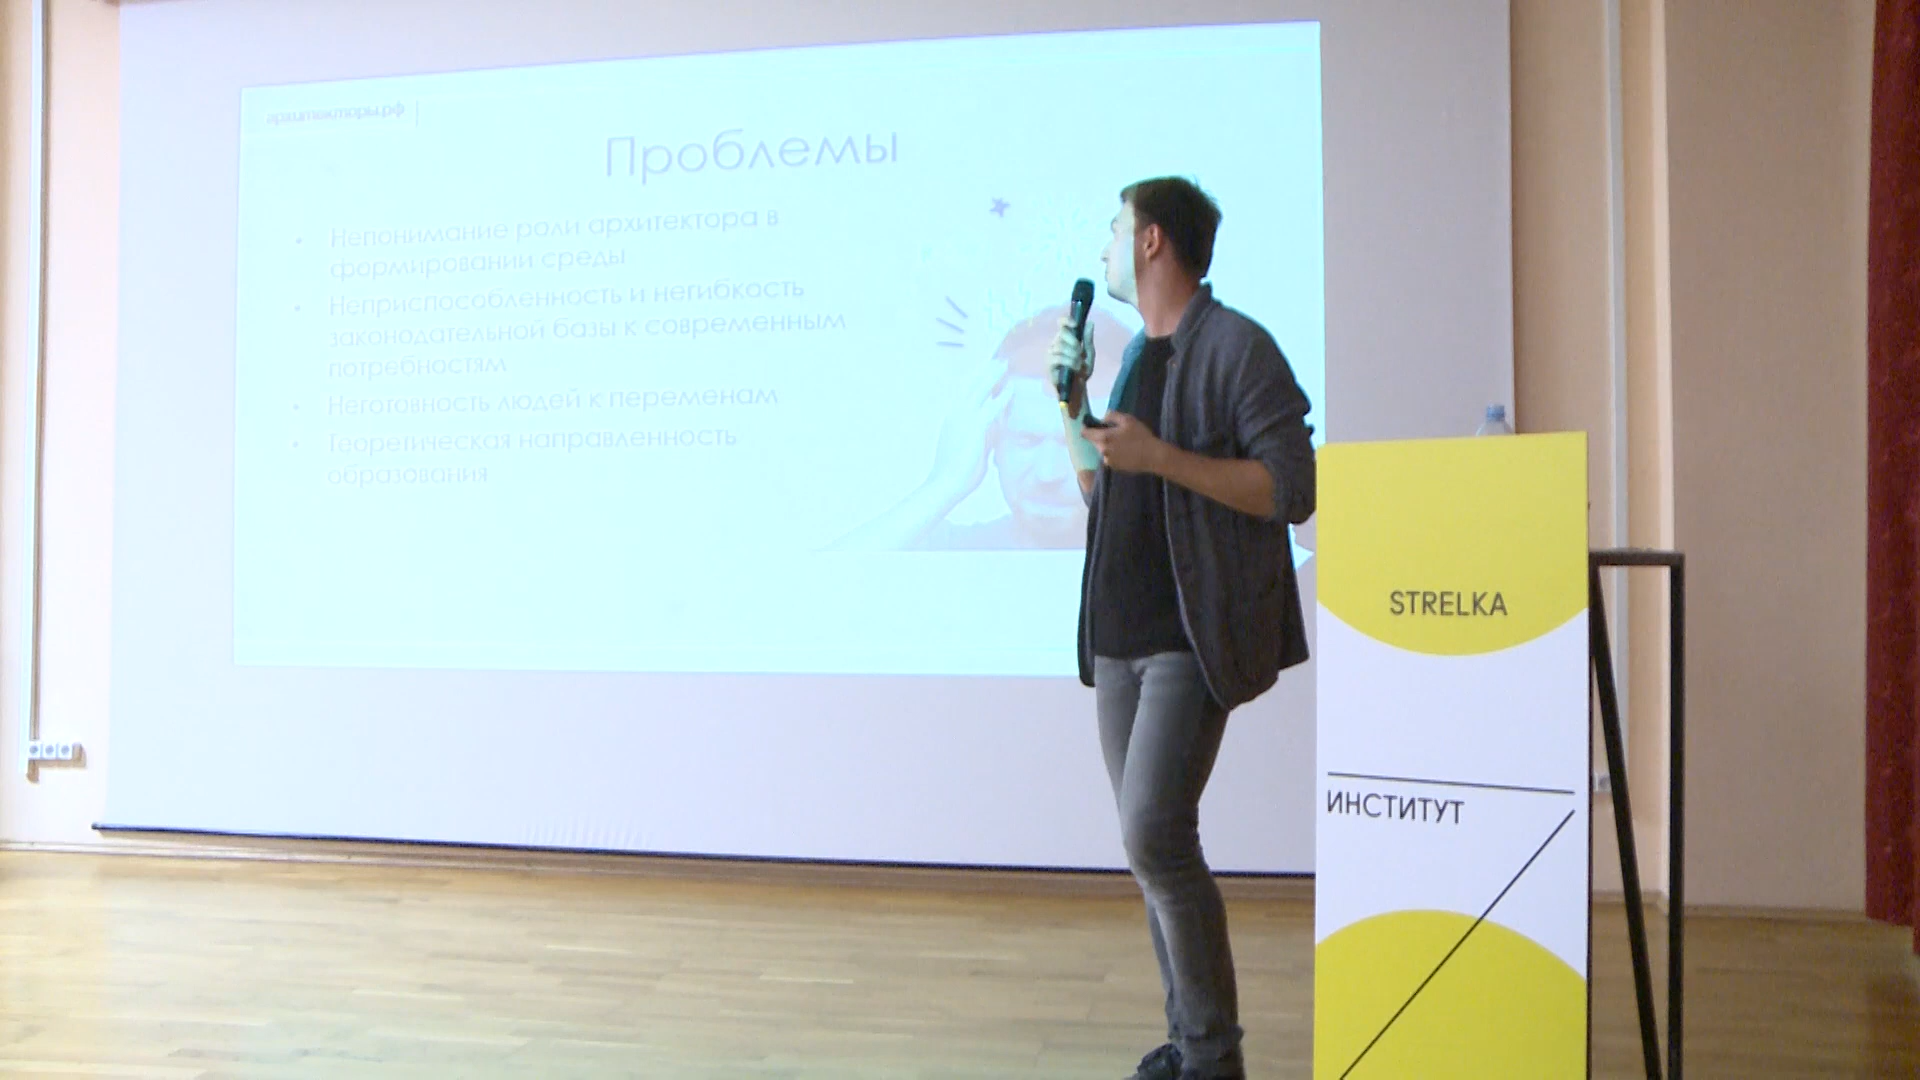 архитекторы.рф
Проблемы
• Непонимание роли архитектора в
формировании среды
• Неприспособленность и негибкость
законодательной базы к современным
потребностям
• Неготовность людей к переменам
• Теоретическая направленность
образования
STRELKA
ИНСТИТУТ